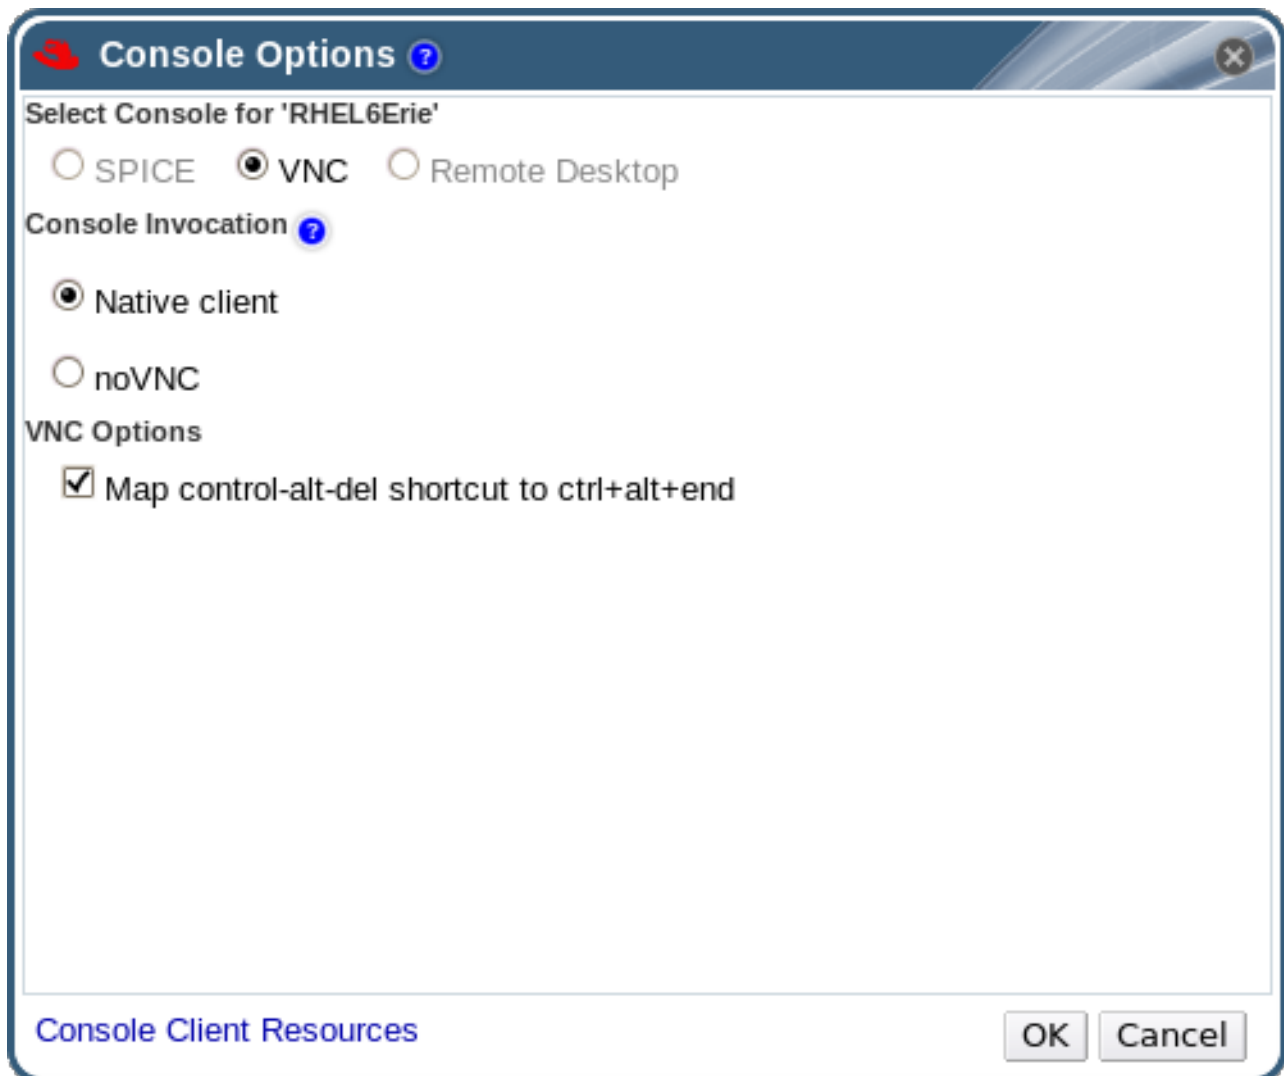 Console Options ?
Select Console for 'RHEL6Erie'
SPICE VNC Remote Desktop
Console Invocation ?
Native client
noVNC
VNC Options
Map control-alt-del shortcut to ctrl+alt+end
Console Client Resources OK Cancel